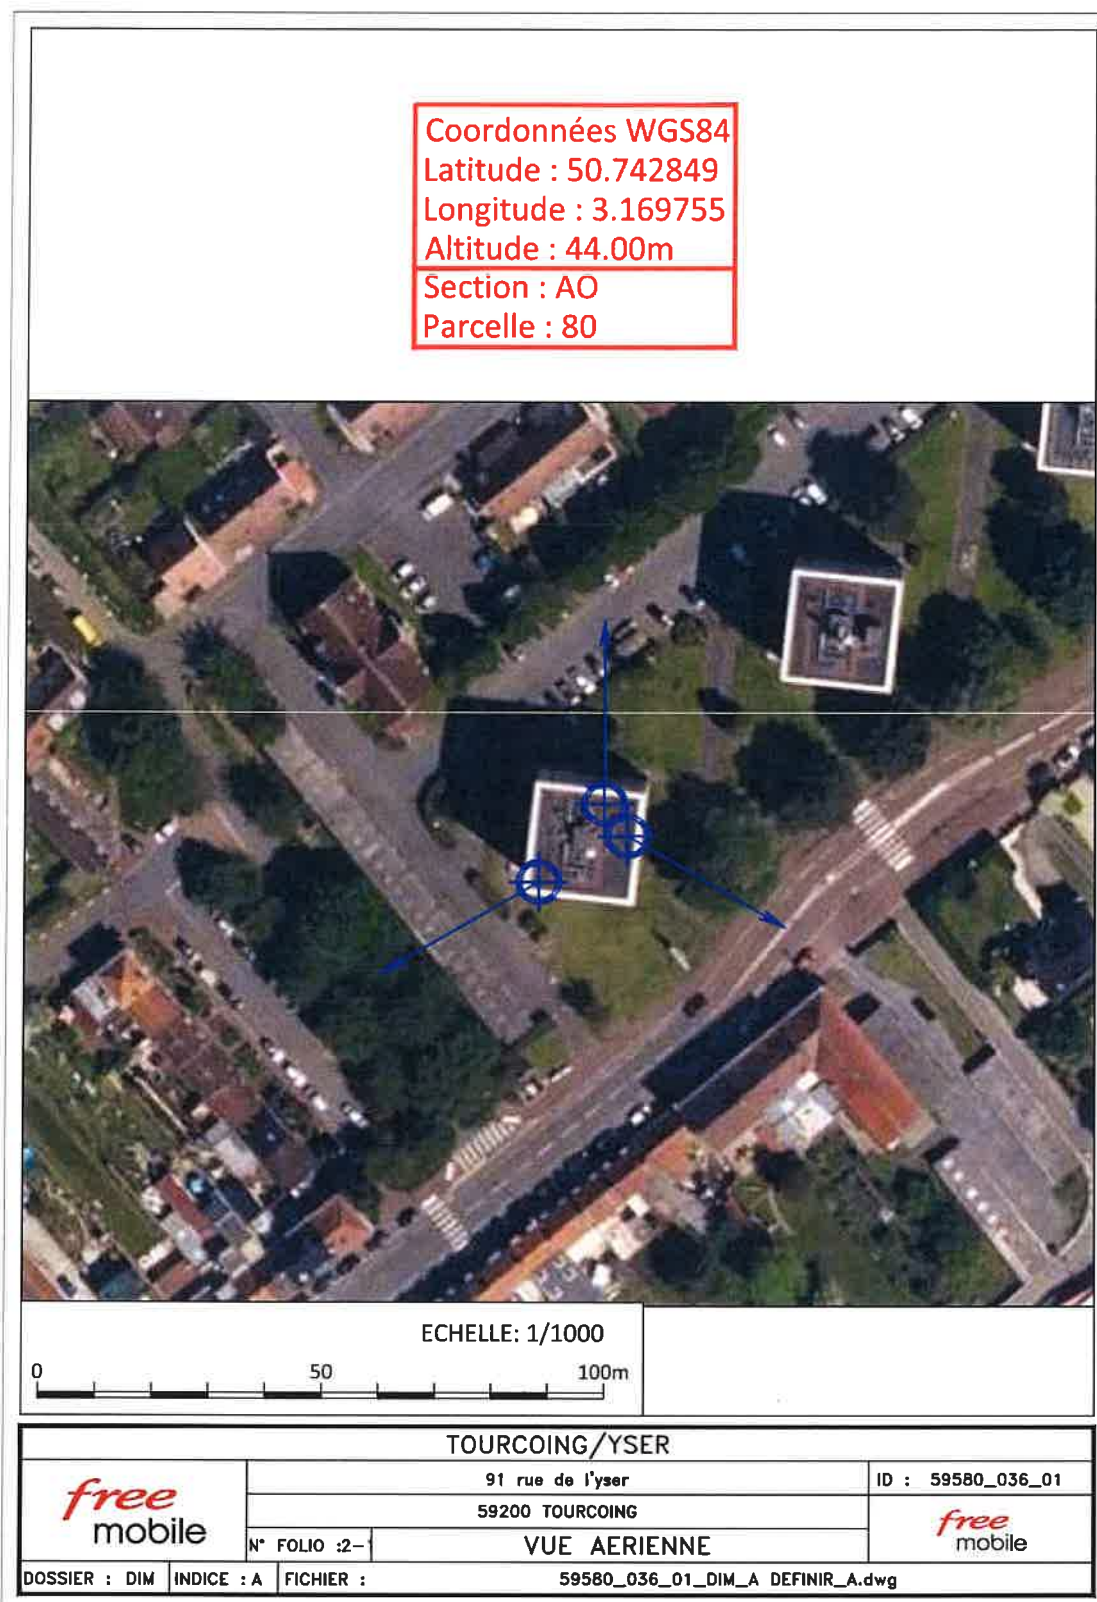 Coordonnées WGS84
Latitude : 50.742849
Longitude : 3.169755
Altitude : 44.00m
Section : AO
Parcelle : 80
ECHELLE: 1/1000
0 50 100m
TOURCOING/YSER
free mobile
91 rue de l'yser
ID : 59580_036_01
59200 TOURCOING
free mobile
N° FOLIO :2-1
VUE AERIENNE
DOSSIER : DIM
INDICE : A
FICHIER : 59580_036_01_DIM_A DEFINIR_A.dwg